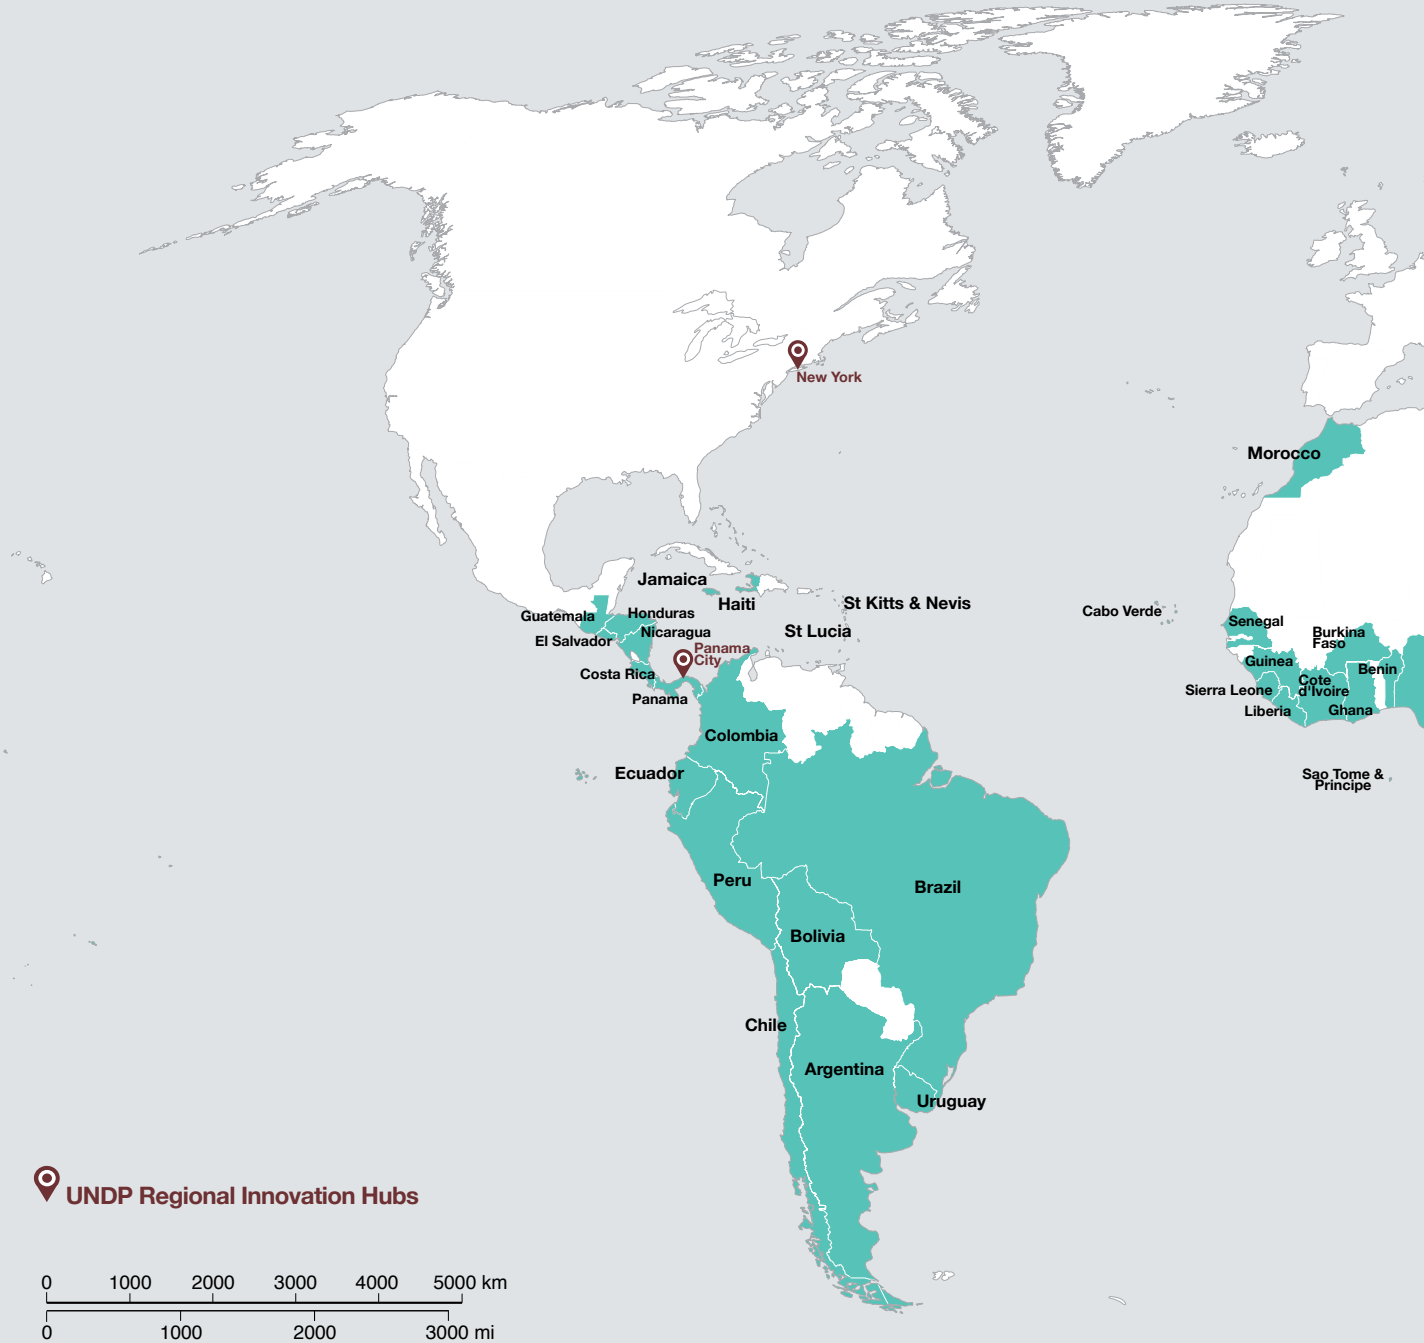 New York
Morocco
Jamaica
Haiti
St Kitts & Nevis
Cabo Verde
Guatemala
Honduras
St Lucia
Senegal
El Salvador
Nicaragua
Burkina
Faso
Panama
City
Guinea
Benin
Costa Rica
Cote
d'Ivoire
Sierra Leone
Panama
Liberia
Ghana
Colombia
Ecuador
Sao Tome &
Principe
Peru
Brazil
Bolivia
Chile
Argentina
Uruguay
UNDP Regional Innovation Hubs
0 1000 2000 3000 4000 5000 km
0 1000 2000 3000 mi